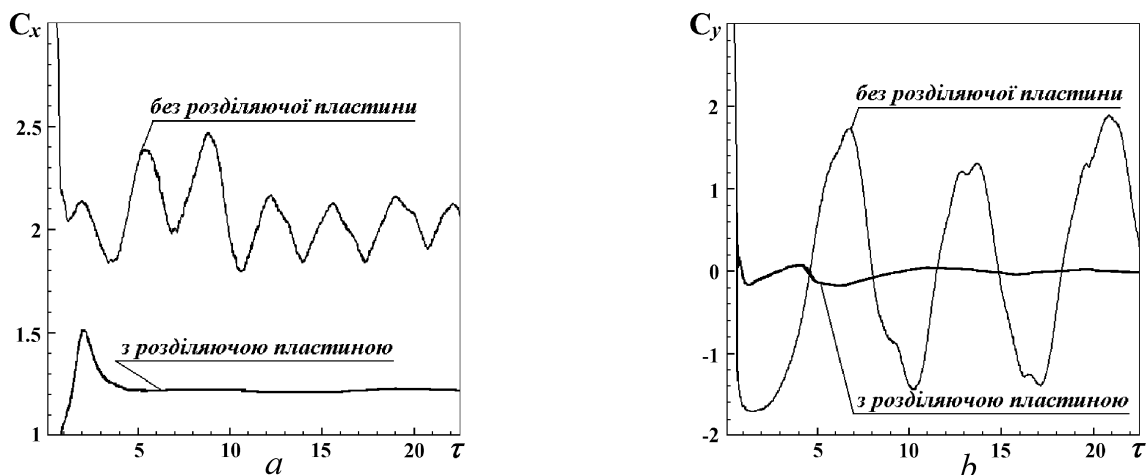 Cx
без розділяючої пластини
2.5
2
1.5
з розділяючою пластиною
1
5
10
15
20
τ
a
Cy
без розділяючої пластини
2
1
0
-1
з розділяючою пластиною
-2
5
10
15
20
τ
b